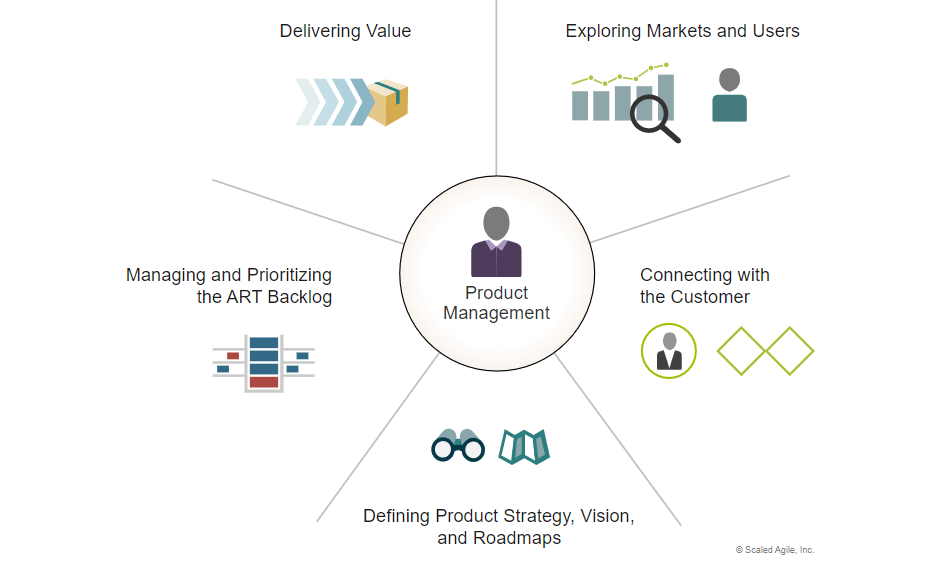 Delivering Value
Exploring Markets and Users
Product
Management
Managing and Prioritizing
the ART Backlog
Connecting with
the Customer
Defining Product Strategy, Vision,
and Roadmaps
© Scaled Agile, Inc.